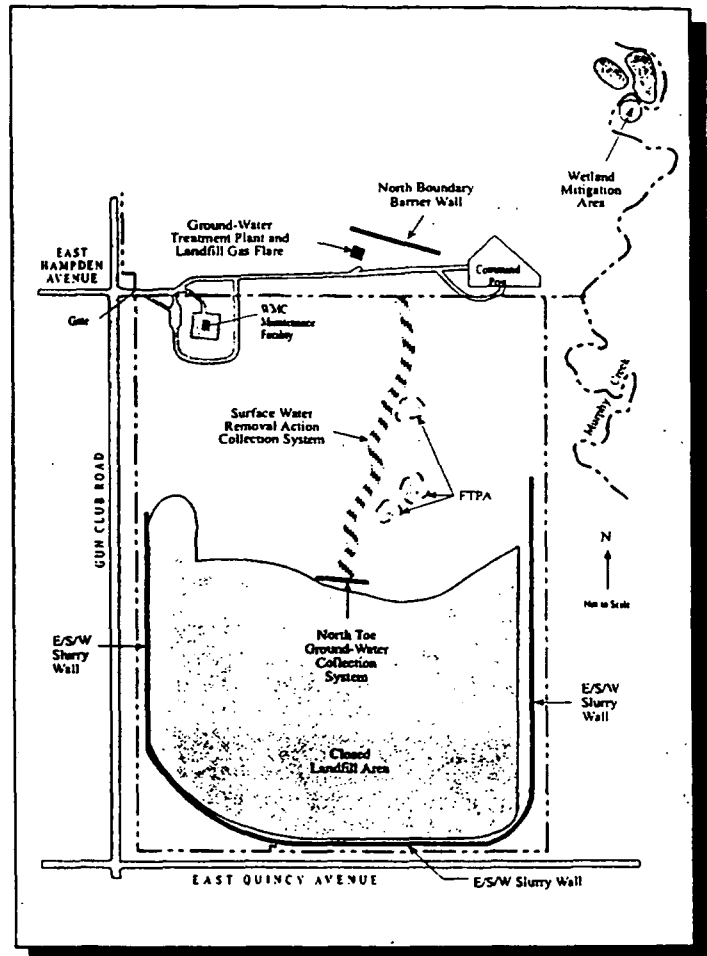 Wetland
Mitigation
Area
North Boundary
Barrier Wall
Ground-Water
Treatment Plant and
Landfill Gas Flare
EAST
HAMPDEN
AVENUE
Command
Post
Gate
WMC
Maintenance
Facility
Murphy Creek
Surface Water
Removal Action
Collection System
FTPA
GUN CLUB ROAD
N
Not to Scale
North Toe
Ground-Water
Collection
System
E/S/W
Slurry
Wall
E/S/W
Slurry
Wall
Closed
Landfill Area
EAST QUINCY AVENUE
E/S/W Slurry Wall